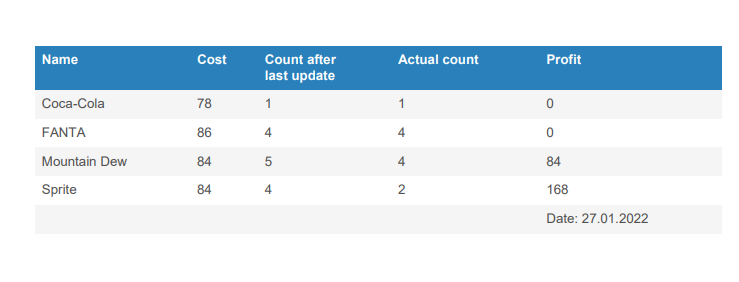 Name Cost Count after last update Actual count Profit
Coca-Cola 78 1 1 0
FANTA 86 4 4 0
Mountain Dew 84 5 4 84
Sprite 84 4 2 168
Date: 27.01.2022